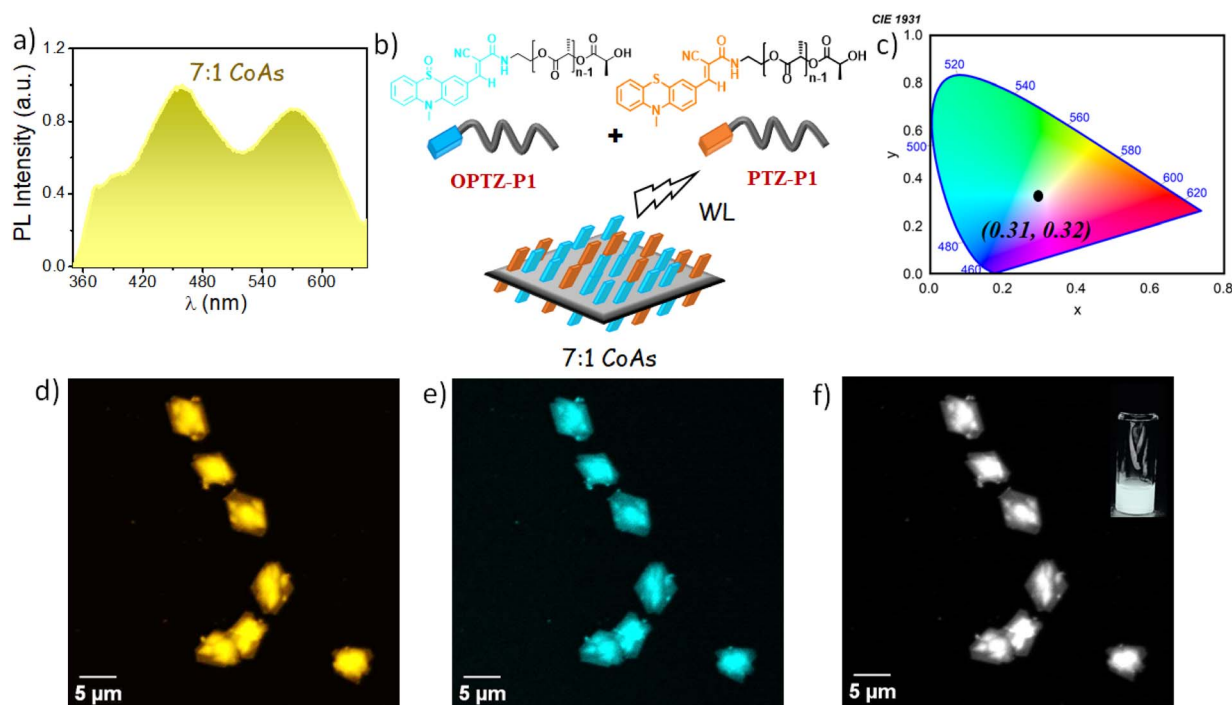 a)
7:1 CoAs
PL Intensity (a.u.)
1.2
0.8
0.4
0.0
360 420 480 540 600
λ (nm)
b)
NC O
N
H
H
O
O
O
O
OH
n-1
S
O
N
NC O
N
H
H
O
O
O
O
OH
n-1
S
N
+
OPTZ-P1
PTZ-P1
WL
7:1 CoAs
CIE 1931
c)
y
1.0
0.8
0.6
0.4
0.2
0.0
0.0 0.2 0.4 0.6 0.8
x
520
540
560
580
600
620
500
480
460
(0.31, 0.32)
d)
5 µm
e)
5 µm
f)
5 µm